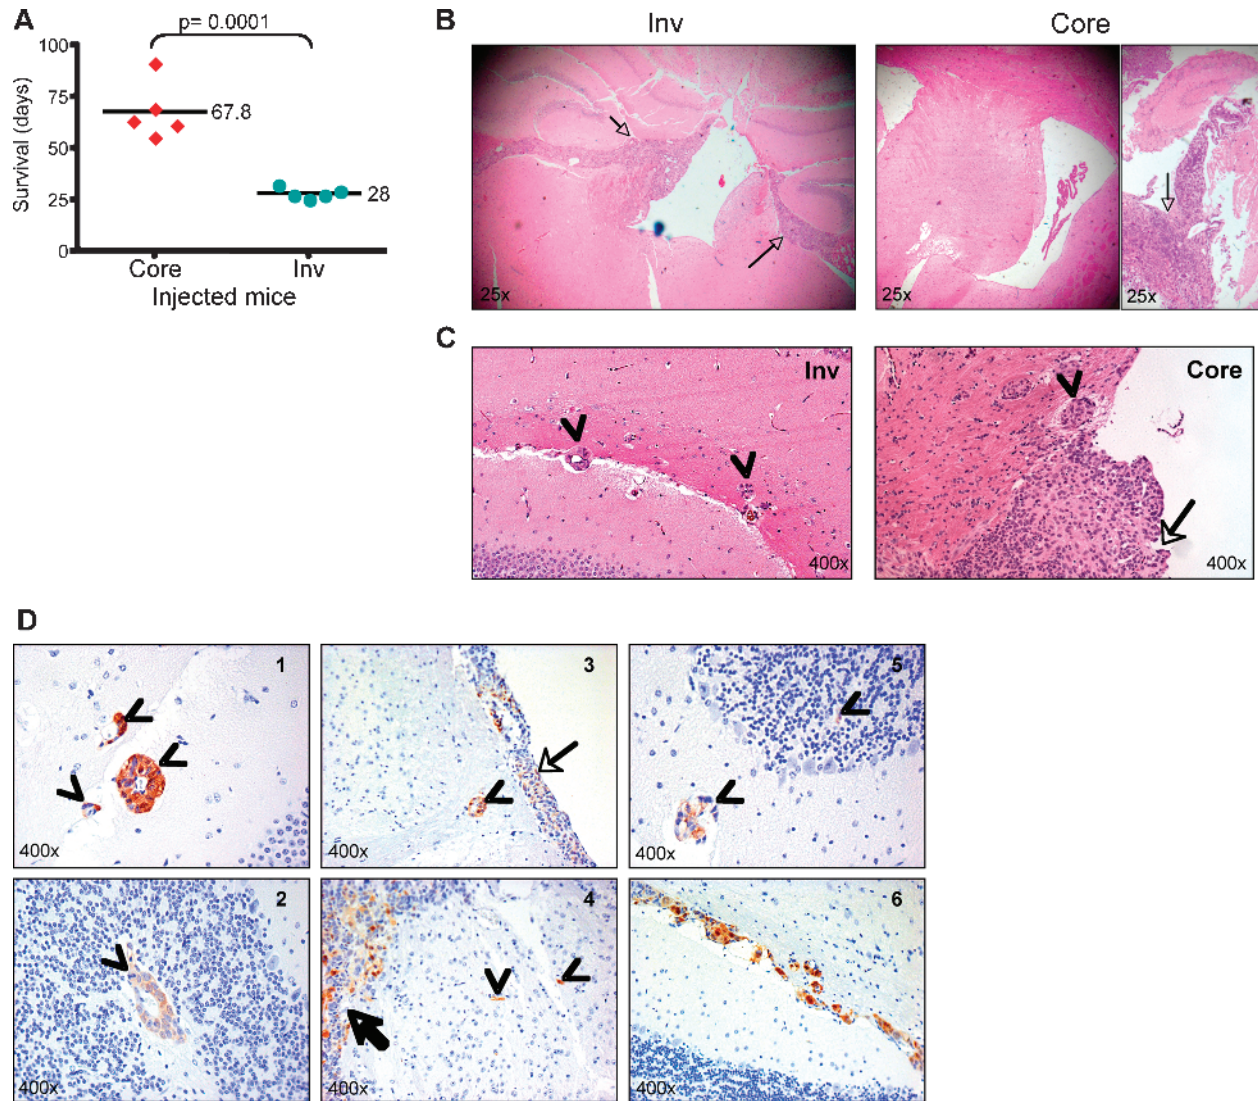 A
p= 0.0001
100
75
50
25
0
Survival (days)
67.8
28
Core
Inv
Injected mice
B
Inv
Core
25x
25x
25x
C
Inv
400x
Core
400x
D
1
400x
3
400x
5
400x
2
400x
4
400x
6
400x